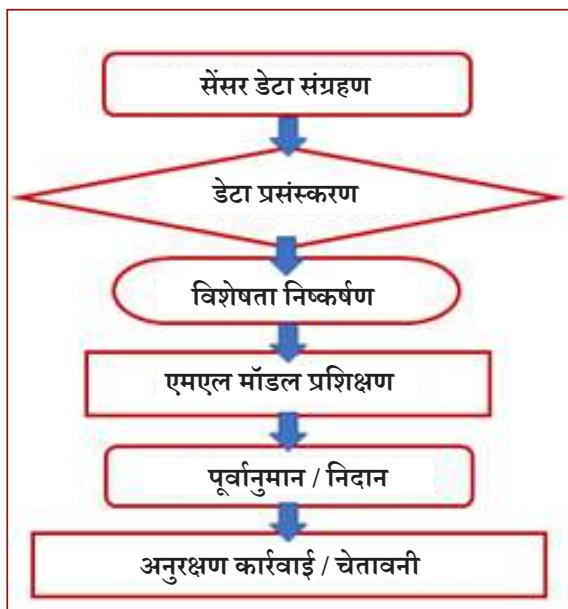 सेंसर डेटा संग्रहण
डेटा प्रसंस्करण
विशेषता निष्कर्षण
एमएल मॉडल प्रशिक्षण
पूर्वानुमान / निदान
अनुरक्षण कार्रवाई / चेतावनी